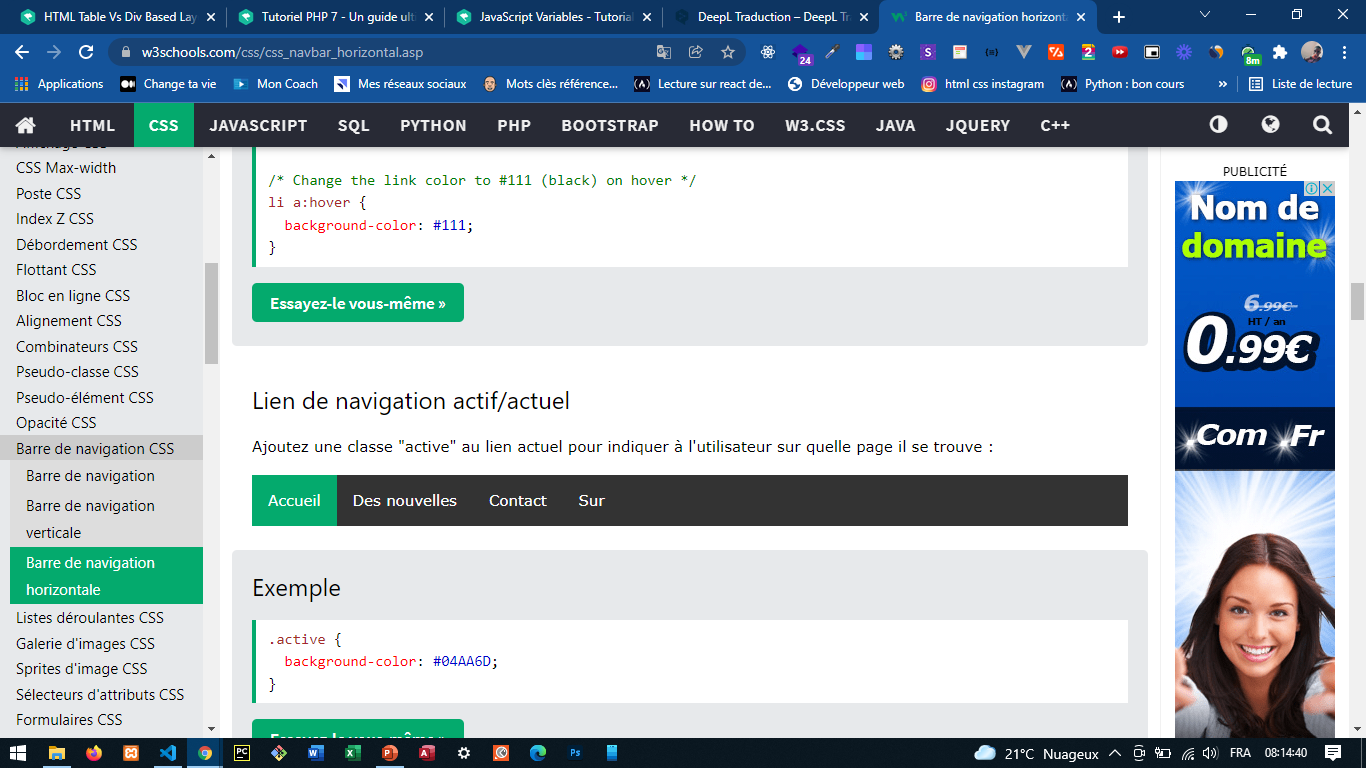 HTML Table Vs Div Based Lay
Tutoriel PHP 7 - Un guide ult
JavaScript Variables - Tutorial
DeepL Traduction – DeepL Tr
Barre de navigation horizont
w3schools.com/css/css_navbar_horizontal.asp
24
8m
Applications
Change ta vie
Mon Coach
Mes réseaux sociaux
Mots clés référence...
Lecture sur react de...
Développeur web
html css instagram
Python : bon cours
»
Liste de lecture
HTML
CSS
JAVASCRIPT
SQL
PYTHON
PHP
BOOTSTRAP
HOW TO
W3.CSS
JAVA
JQUERY
C++
CSS Max-width
Poste CSS
Index Z CSS
Débordement CSS
Flottant CSS
Bloc en ligne CSS
Alignement CSS
Combinateurs CSS
Pseudo-classe CSS
Pseudo-élément CSS
Opacité CSS
Barre de navigation CSS
Barre de navigation
Barre de navigation
verticale
Barre de navigation
horizontale
Listes déroulantes CSS
Galerie d'images CSS
Sprites d'image CSS
Sélecteurs d'attributs CSS
Formulaires CSS
/* Change the link color to #111 (black) on hover */
li a:hover {
background-color: #111;
}
Essayez-le vous-même »
Lien de navigation actif/actuel
Ajoutez une classe "active" au lien actuel pour indiquer à l'utilisateur sur quelle page il se trouve :
Accueil
Des nouvelles
Contact
Sur
Exemple
.active {
background-color: #04AA6D;
}
Essayez-le vous-même »
PUBLICITÉ
Nom de
domaine
6.99€
HT / an
0.99€
Com Fr
21°C Nuageux
FRA
08:14:40